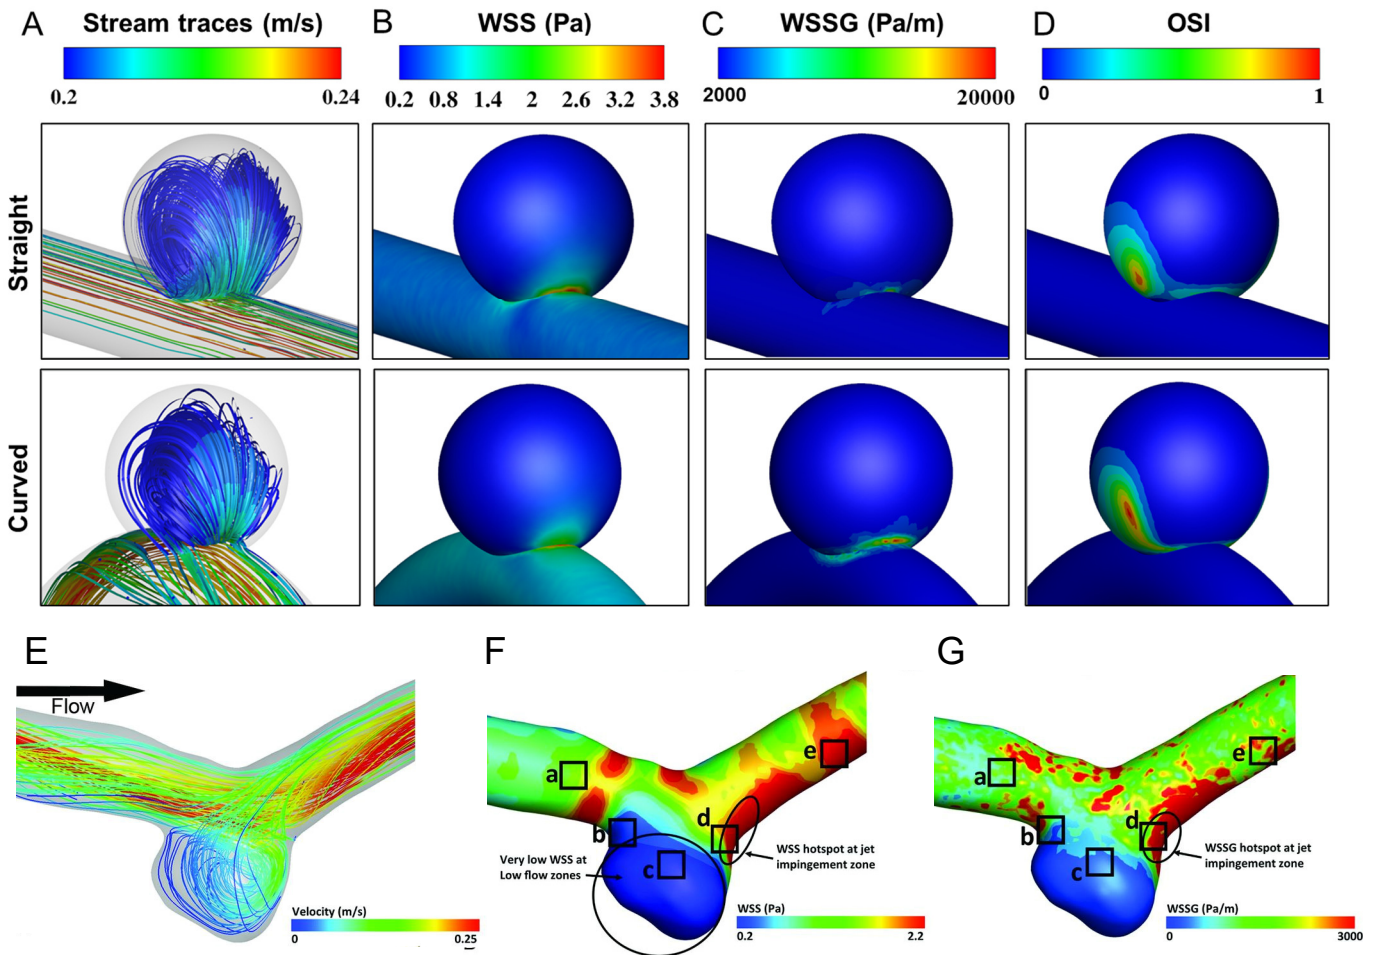 A Stream traces (m/s)
B WSS (Pa)
C WSSG (Pa/m)
D OSI
0.2 0.24
0.2 0.8 1.4 2 2.6 3.2 3.8
2000 20000
0 1
Straight
Curved
E
Flow
Velocity (m/s)
0 0.25
F
a
b
c
d
e
Very low WSS at
Low flow zones
WSS hotspot at jet
impingement zone
WSS (Pa)
0.2 2.2
G
a
b
c
d
e
WSSG hotspot at jet
impingement zone
WSSG (Pa/m)
0 3000